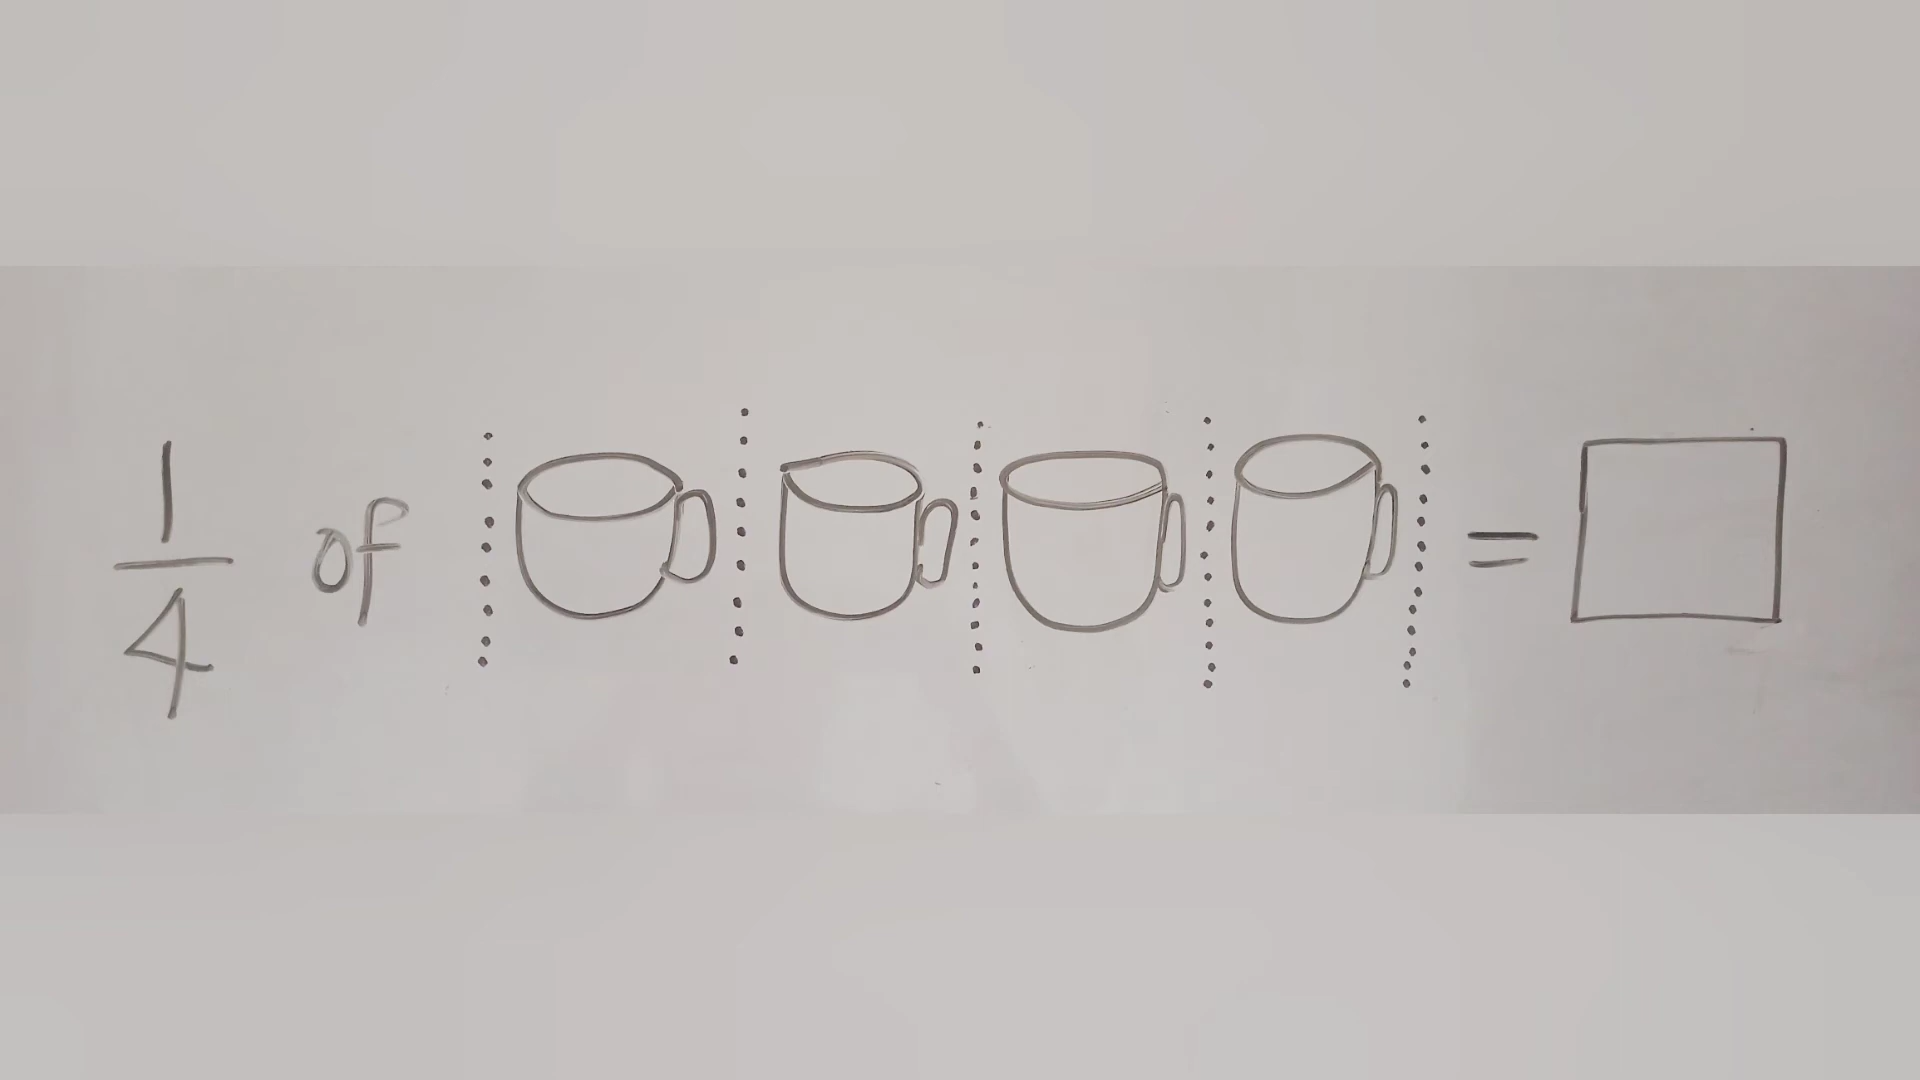 1/4 of =